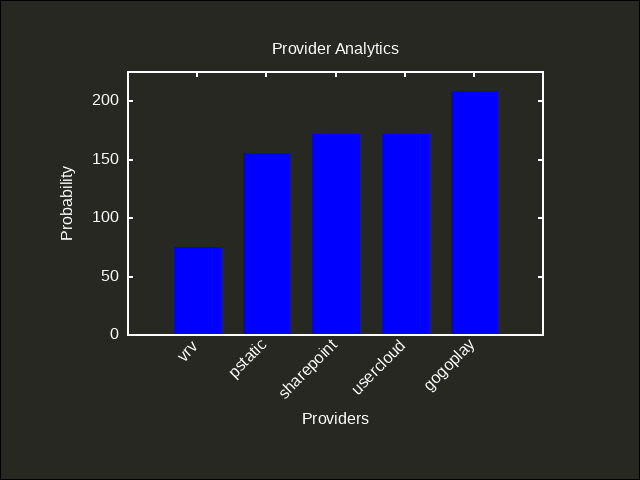 Provider Analytics
200
150
100
50
0
Probability
vrv
pstatic
sharepoint
usercloud
gogoplay
Providers